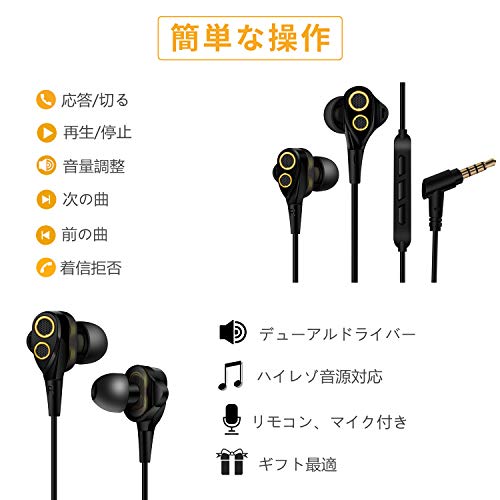 簡単な操作
応答/切る
再生/停止
音量調整
次の曲
前の曲
着信拒否
デューアルドライバー
ハイレゾ音源対応
リモコン、マイク付き
ギフト最適